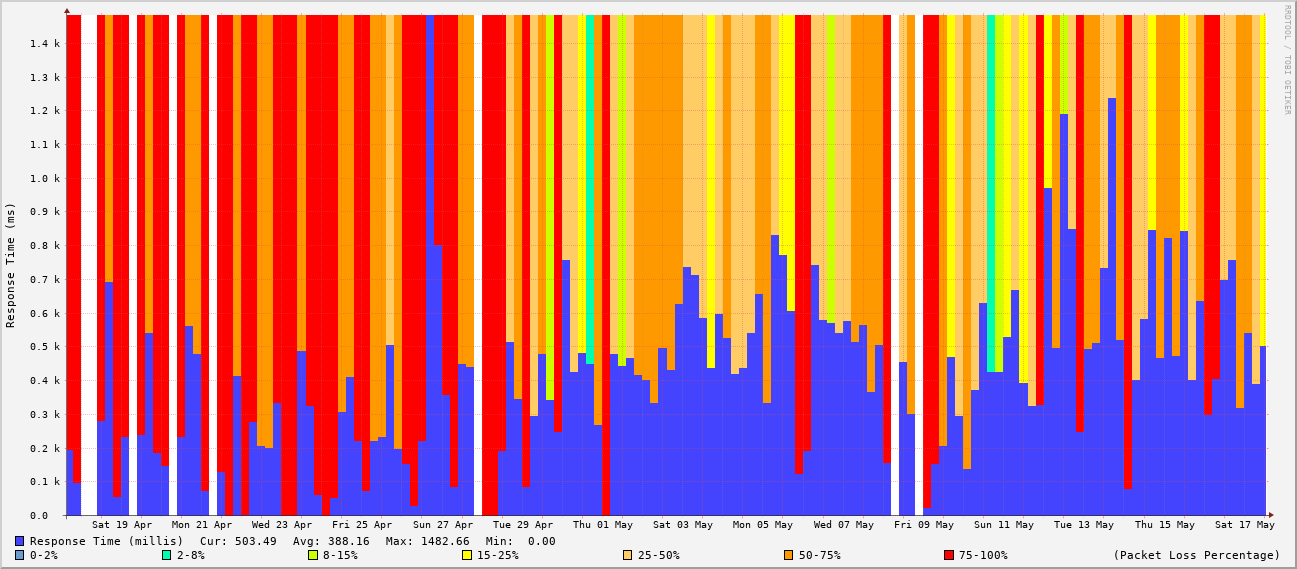 RRDTOOL / TOBI OETIKER
Response Time (ms)
1.4 k
1.3 k
1.2 k
1.1 k
1.0 k
0.9 k
0.8 k
0.7 k
0.6 k
0.5 k
0.4 k
0.3 k
0.2 k
0.1 k
0.0
Sat 19 Apr Mon 21 Apr Wed 23 Apr Fri 25 Apr Sun 27 Apr Tue 29 Apr Thu 01 May Sat 03 May Mon 05 May Wed 07 May Fri 09 May Sun 11 May Tue 13 May Thu 15 May Sat 17 May
Response Time (millis) Cur: 503.49 Avg: 388.16 Max: 1482.66 Min: 0.00
0-2% 2-8% 8-15% 15-25% 25-50% 50-75% 75-100% (Packet Loss Percentage)